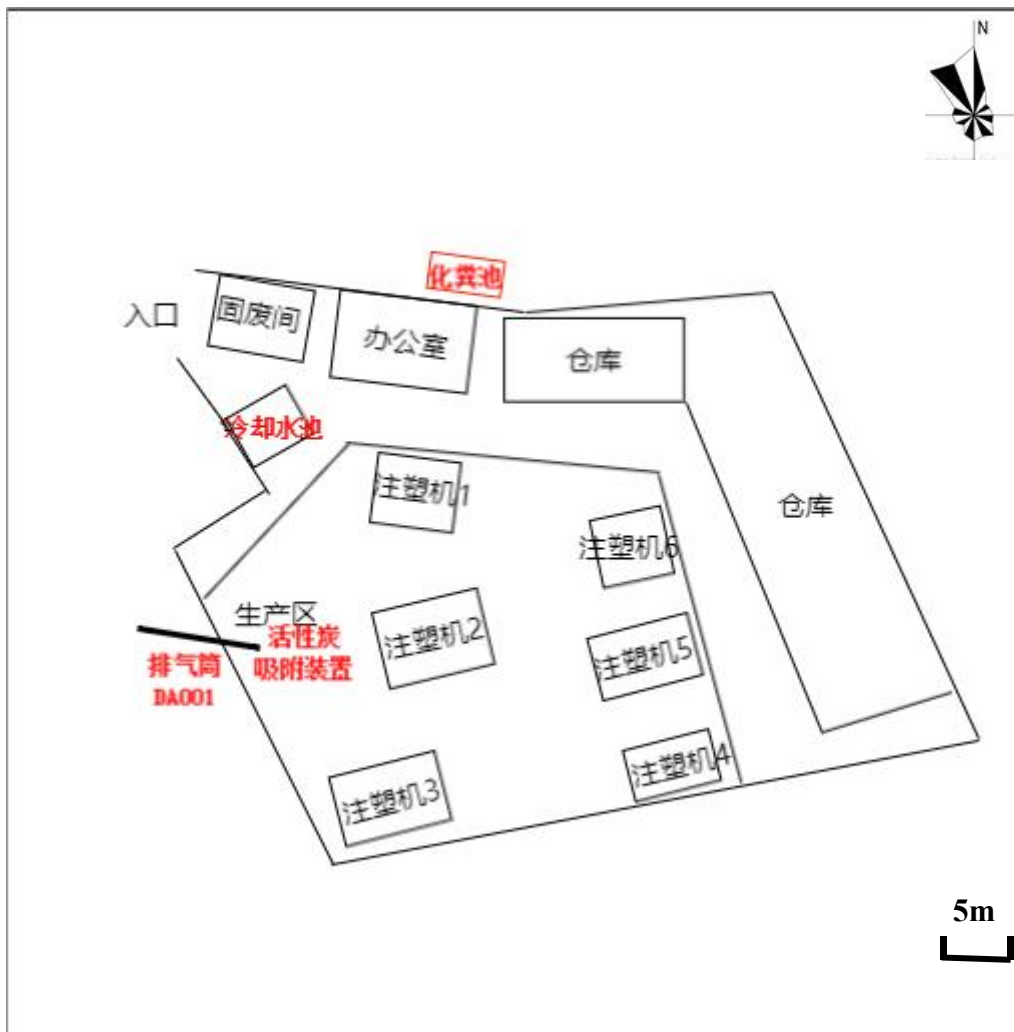 N
化粪池
入口
固废间
办公室
仓库
冷却水池
注塑机1
仓库
注塑机6
生产区
活性炭
吸附装置
注塑机2
注塑机5
排气筒
DA001
注塑机4
注塑机3
5m